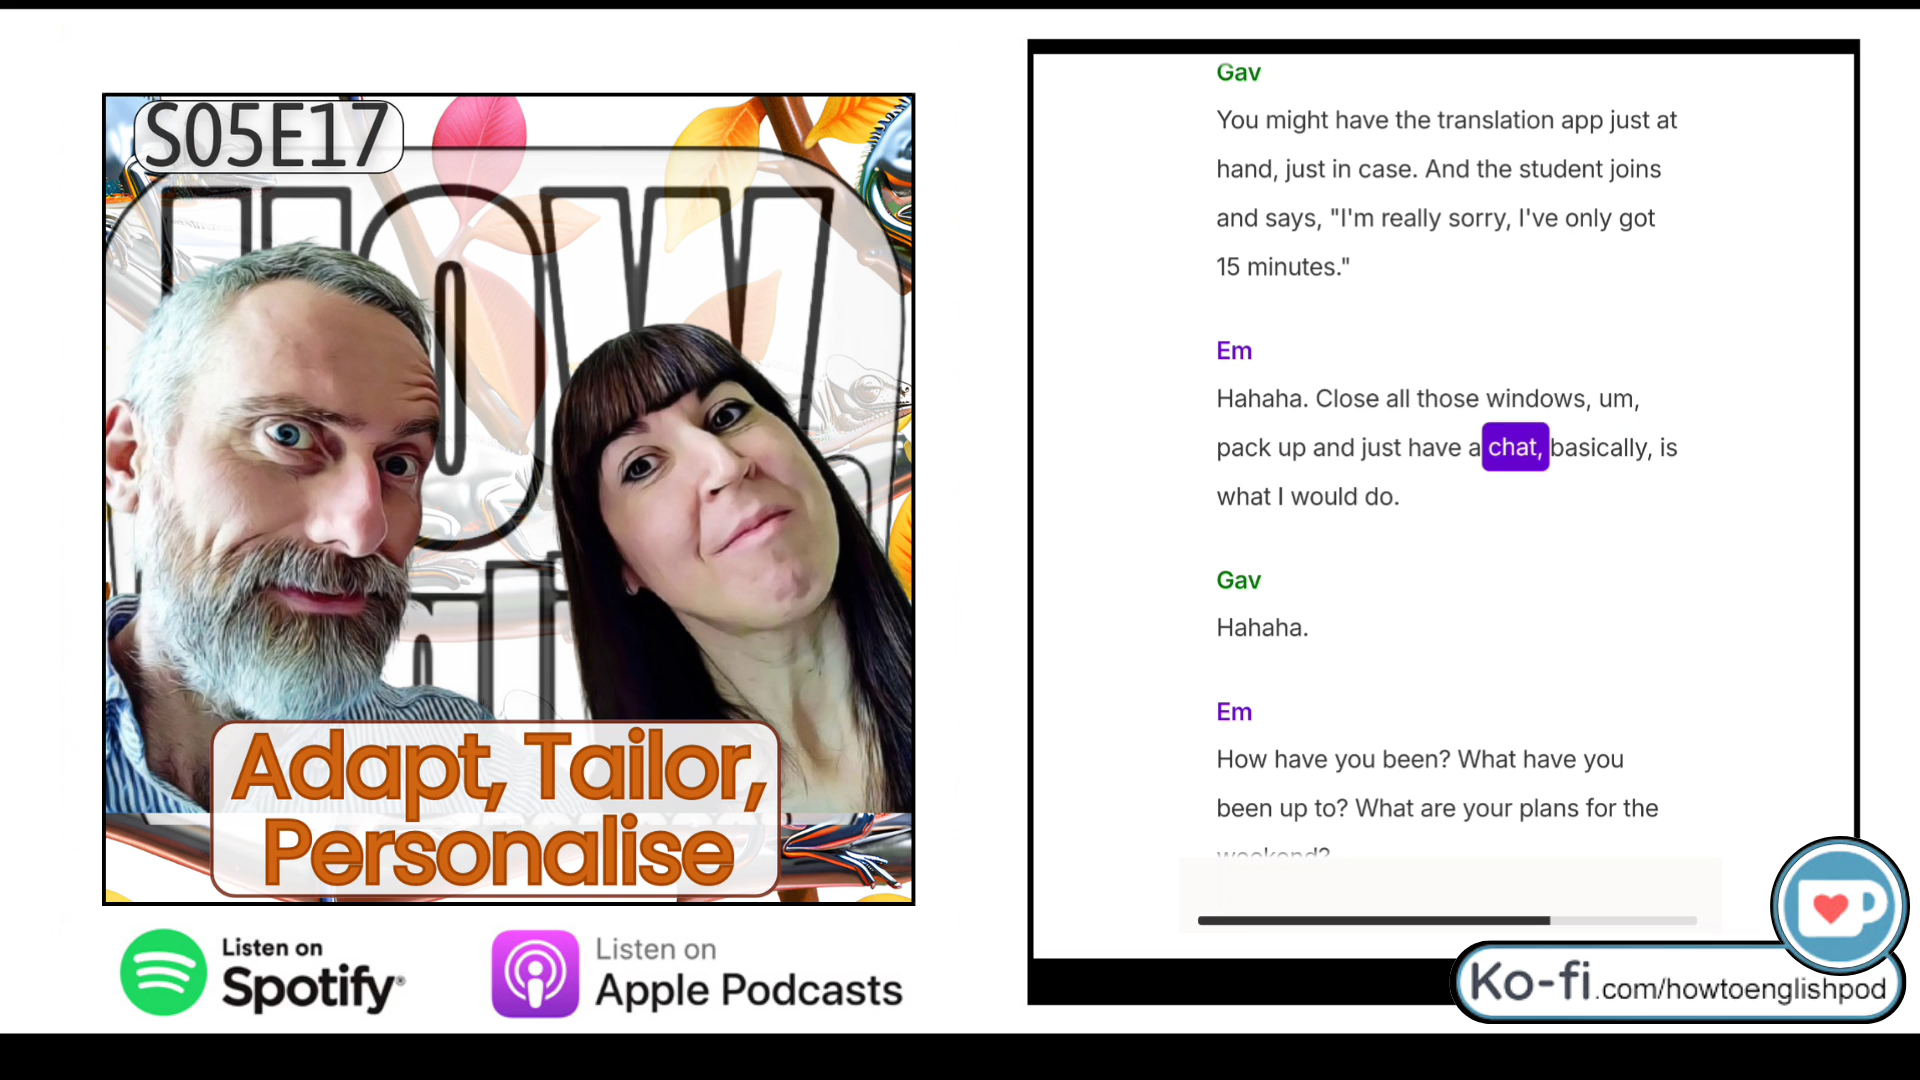 S05E17
HOW
Adapt, Tailor,
Personalise
Listen on
Spotify®
Listen on
Apple Podcasts
Gav
You might have the translation app just at
hand, just in case. And the student joins
and says, "I'm really sorry, I've only got
15 minutes."
Em
Hahaha. Close all those windows, um,
pack up and just have a chat, basically, is
what I would do.
Gav
Hahaha.
Em
How have you been? What have you
been up to? What are your plans for the
weekend?
Ko-fi.com/howtoenglishpod